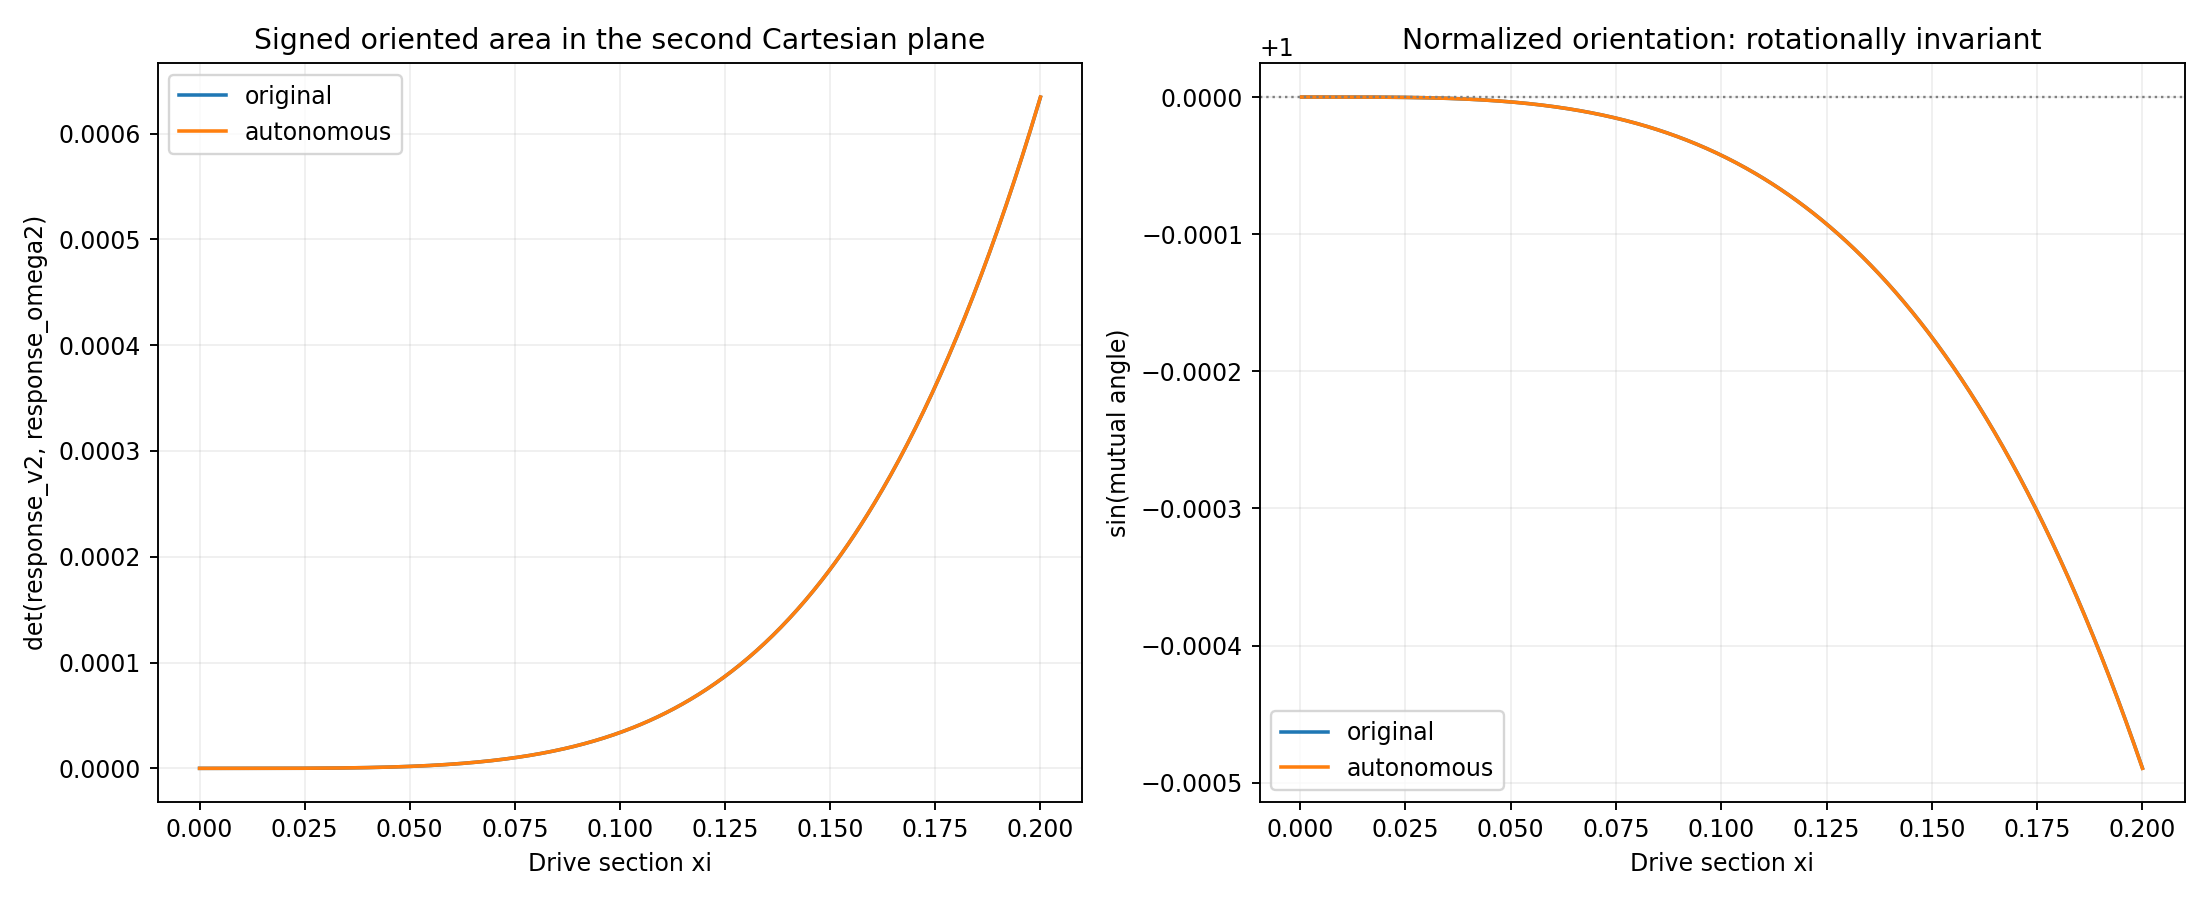 Signed oriented area in the second Cartesian plane
original
autonomous
0.0006
0.0005
0.0004
0.0003
0.0002
0.0001
0.0000
det(response_v2, response_omega2)
0.000 0.025 0.050 0.075 0.100 0.125 0.150 0.175 0.200
Drive section xi
Normalized orientation: rotationally invariant
+1
0.0000
−0.0001
−0.0002
−0.0003
−0.0004
−0.0005
sin(mutual angle)
original
autonomous
0.000 0.025 0.050 0.075 0.100 0.125 0.150 0.175 0.200
Drive section xi